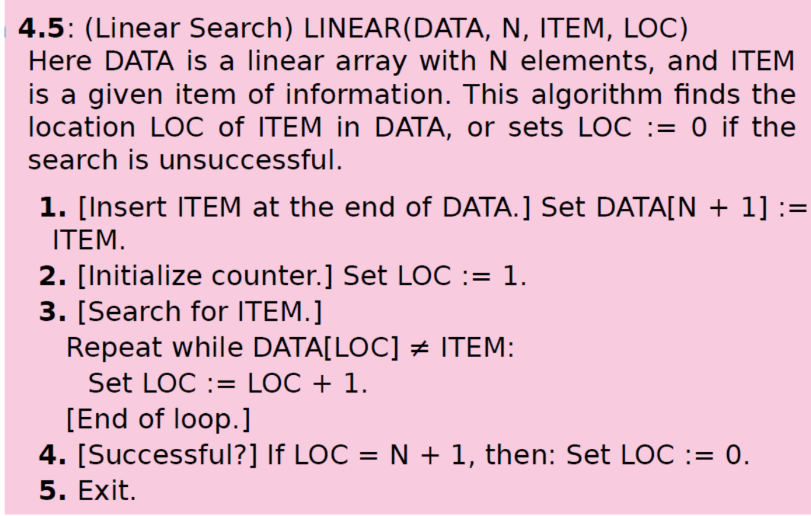 4.5: (Linear Search) LINEAR(DATA, N, ITEM, LOC)
Here DATA is a linear array with N elements, and ITEM
is a given item of information. This algorithm finds the
location LOC of ITEM in DATA, or sets LOC := 0 if the
search is unsuccessful.
1. [Insert ITEM at the end of DATA.] Set DATA[N + 1] :=
ITEM.
2. [Initialize counter.] Set LOC := 1.
3. [Search for ITEM.]
Repeat while DATA[LOC] ≠ ITEM:
Set LOC := LOC + 1.
[End of loop.]
4. [Successful?] If LOC = N + 1, then: Set LOC := 0.
5. Exit.